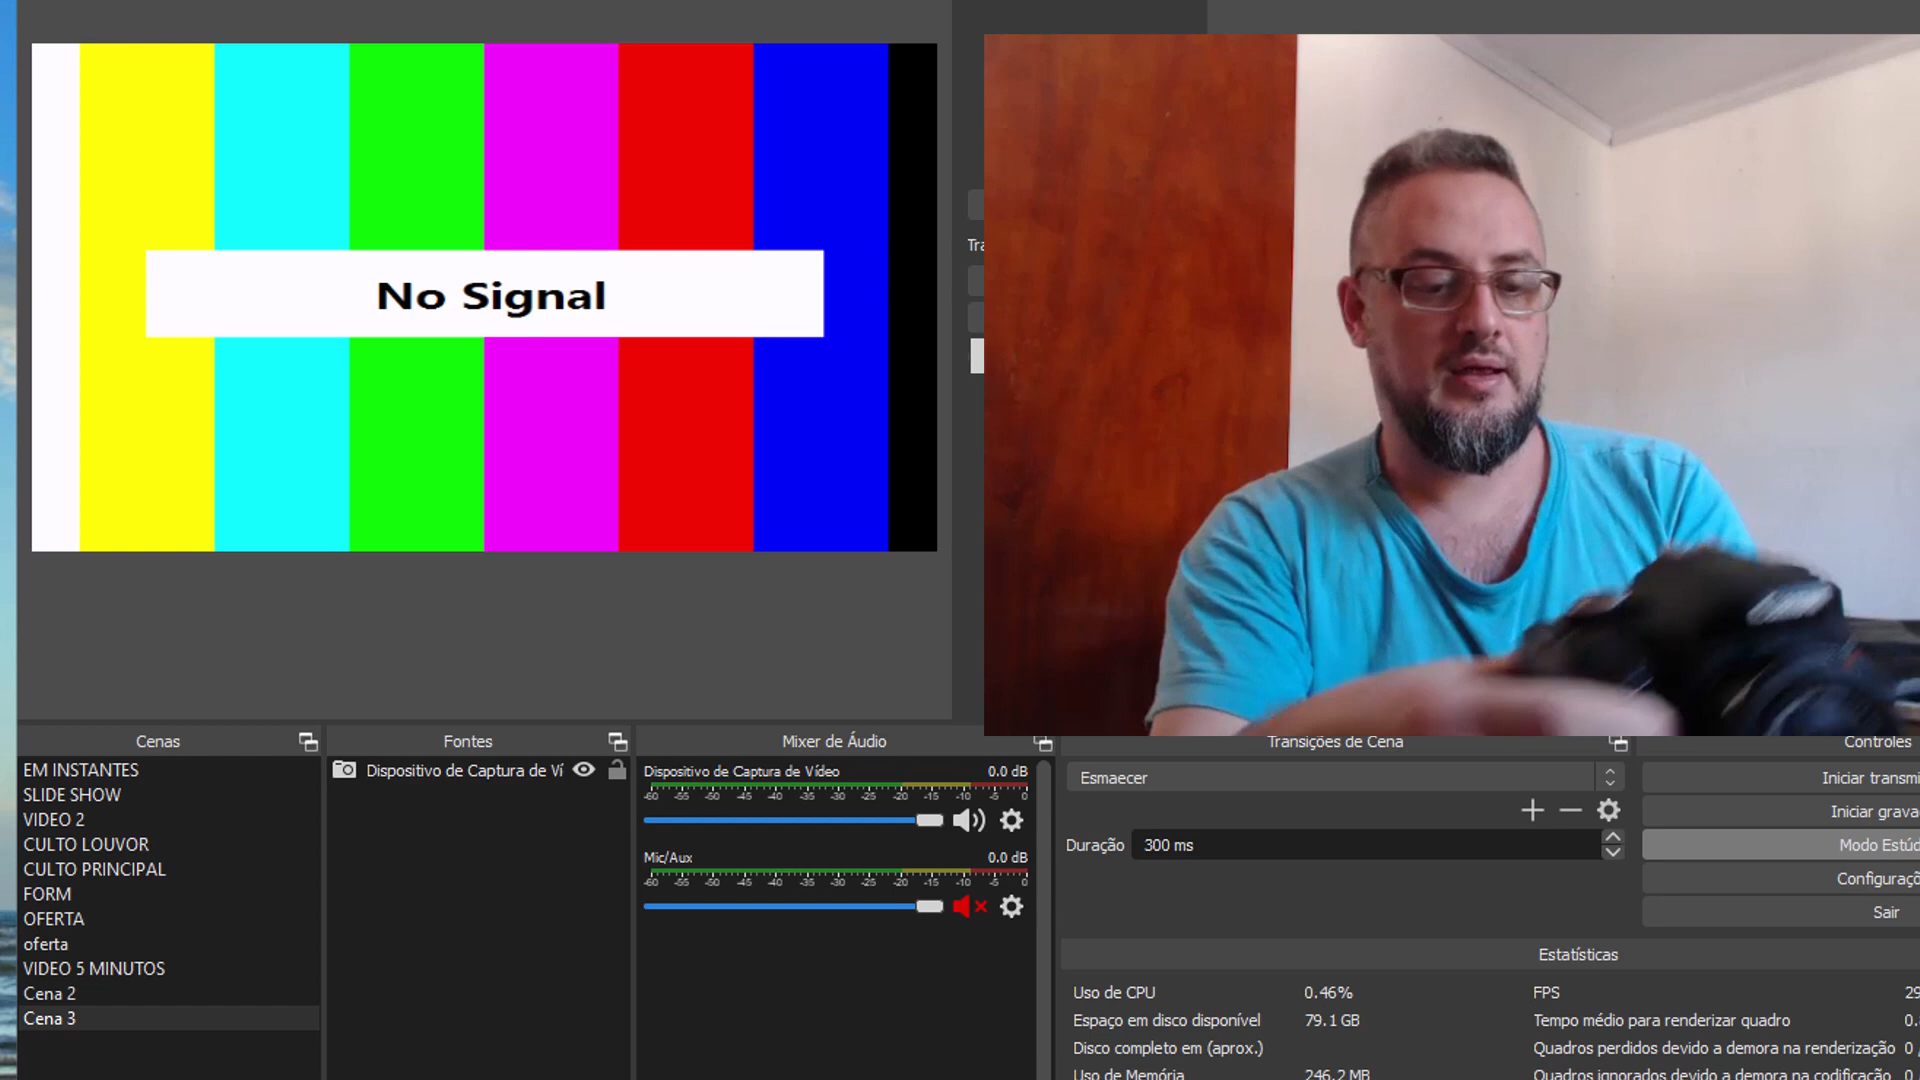 No Signal
Cenas
EM INSTANTES
SLIDE SHOW
VIDEO 2
CULTO LOUVOR
CULTO PRINCIPAL
FORM
OFERTA
oferta
VIDEO 5 MINUTOS
Cena 2
Cena 3
Fontes
Dispositivo de Captura de Ví
Mixer de Áudio
Dispositivo de Captura de Vídeo 0.0 dB
-60 -55 -50 -45 -40 -35 -30 -25 -20 -15 -10 -5 0
Mic/Aux 0.0 dB
-60 -55 -50 -45 -40 -35 -30 -25 -20 -15 -10 -5 0
Tra
Transições de Cena
Esmaecer
Duração 300 ms
Controles
Iniciar transmi
Iniciar grava
Modo Estúd
Configuraçõ
Sair
Estatísticas
Uso de CPU 0.46% FPS 29
Espaço em disco disponível 79.1 GB Tempo médio para renderizar quadro 0.
Disco completo em (aprox.) Quadros perdidos devido a demora na renderização 0 /
Uso de Memória 246.2 MB Quadros ignorados devido a demora na codificação 0